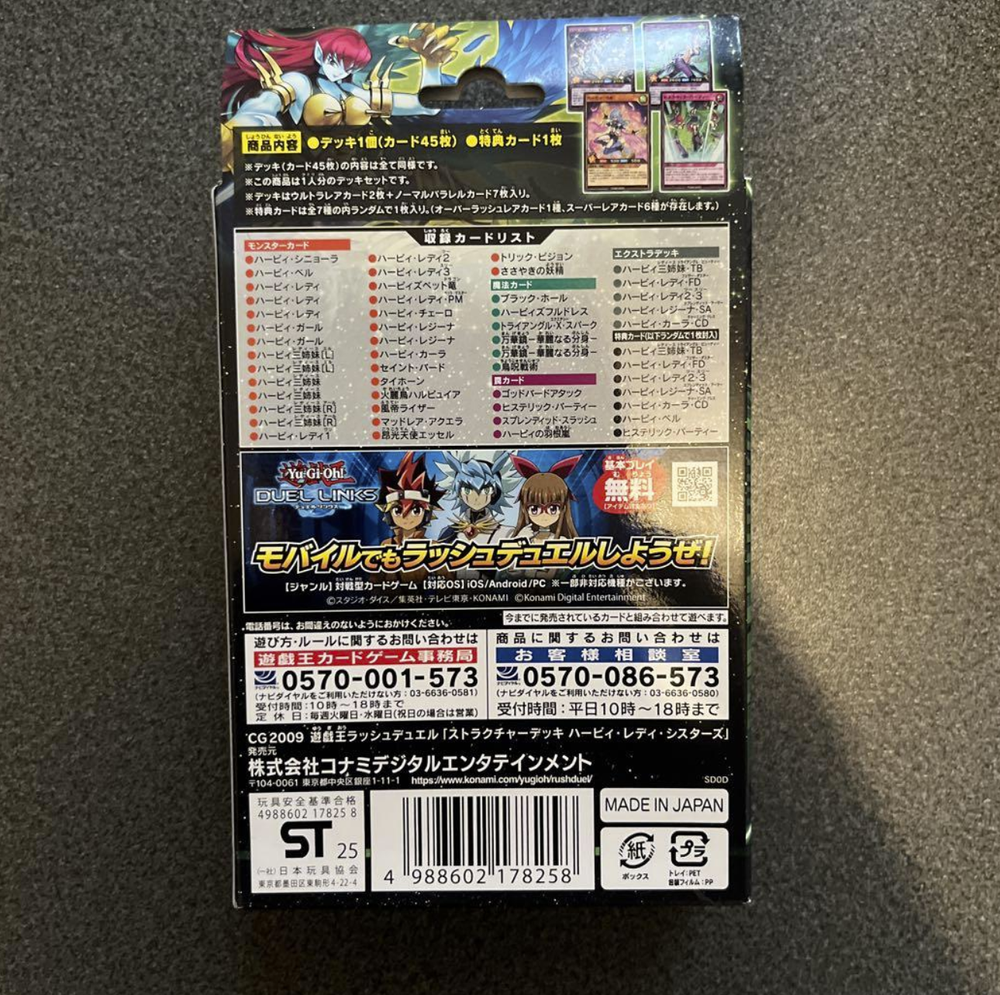 商品内容 ●デッキ1個(カード45枚) ●特典カード1枚
※デッキ(カード45枚)の内容は全て同様です。
※この商品は1人分のデッキセットです。
※デッキはウルトラレアカード2枚+ノーマルパラレルカード7枚入り。
※特典カードは全7種の内ランダムで1枚入り。(オーバーラッシュレアカード1種、スーパーレアカード6種が存在します。)
収録カードリスト
モンスターカード
ハーピィ・シニョーラ
ハーピィ・ベル
ハーピィ・レディ
ハーピィ・レディ
ハーピィ・レディ
ハーピィ・ガール
ハーピィ・ガール
ハーピィ三姉妹[L]
ハーピィ三姉妹[L]
ハーピィ三姉妹
ハーピィ三姉妹
ハーピィ三姉妹[R]
ハーピィ三姉妹[R]
ハーピィ・レディ1
ハーピィ・レディ2
ハーピィ・レディ3
ハーピィズペット竜
ハーピィ・レディ・PM
ハーピィ・チェーロ
ハーピィ・レジーナ
ハーピィ・レジーナ
ハーピィ・カーラ
セイント・バード
タイホーン
火麗鳥ハルピュイア
風帝ライザー
マッドレア・アクエラ
昂光天使エッセル
トリック・ピジョン
ささやきの妖精
魔法カード
ブラック・ホール
ハーピィズフルドレス
トライアングル・X・スパーク
万華鏡-華麗なる分身-
万華鏡-華麗なる分身-
鳥呪戦術
罠カード
ゴッドバードアタック
ヒステリック・パーティー
スプレンディッド・スラッシュ
ハーピィの羽根嵐
エクストラデッキ
ハーピィ三姉妹・TB
ハーピィ・レディ・FD
ハーピィ・レディ2・3
ハーピィ・レジーナ・SA
ハーピィ・カーラ・CD
特典カード(以下ランダムで1枚封入)
ハーピィ三姉妹・TB
ハーピィ・レディ・FD
ハーピィ・レディ2・3
ハーピィ・レジーナ・SA
ハーピィ・カーラ・CD
ハーピィ・ベル
ヒステリック・パーティー
Yu-Gi-Oh!
DUEL LINKS
デュエルリンクス
基本プレイ
無料
モバイルでもラッシュデュエルしようぜ!
【ジャンル】対戦型カードゲーム【対応OS】iOS/Android/PC ※一部非対応機種がございます。
©スタジオ・ダイス/集英社・テレビ東京・KONAMI ©Konami Digital Entertainment
電話番号は、お間違えのないようにおかけください。
今までに発売されているカードと組み合わせて遊べます。
遊び方・ルールに関するお問い合わせは
遊戯王カードゲーム事務局
ナビダイヤル 0570-001-573
(ナビダイヤルをご利用いただけない方:03-6636-0581)
受付時間:10時~18時まで
定休日:毎週火曜日・水曜日(祝日の場合は営業)
商品に関するお問い合わせは
お客様相談室
ナビダイヤル 0570-086-573
(ナビダイヤルをご利用いただけない方:03-6636-0580)
受付時間:平日10時~18時まで
CG2009 遊戯王ラッシュデュエル「ストラクチャーデッキ ハーピィ・レディ・シスターズ」
発売元
株式会社コナミデジタルエンタテインメント
〒104-0061 東京都中央区銀座1-11-1 https://www.konami.com/yugioh/rushduel/
SD0D
玩具安全基準合格
4988602 17825 8
ST 25
(一社)日本玩具協会
東京都墨田区東駒形4-22-4
4 988602 178258
MADE IN JAPAN
紙
ボックス
プラ
トレイ:PET
包装フィルム:PP